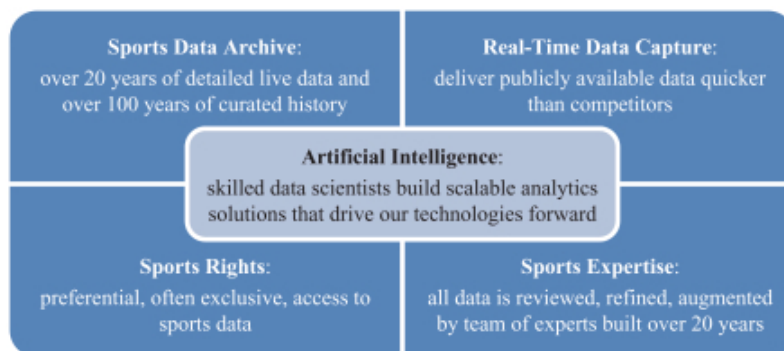 Sports Data Archive:
over 20 years of detailed live data and
over 100 years of curated history
Real-Time Data Capture:
deliver publicly available data quicker
than competitors
Artificial Intelligence:
skilled data scientists build scalable analytics
solutions that drive our technologies forward
Sports Rights:
preferential, often exclusive, access to
sports data
Sports Expertise:
all data is reviewed, refined, augmented
by team of experts built over 20 years